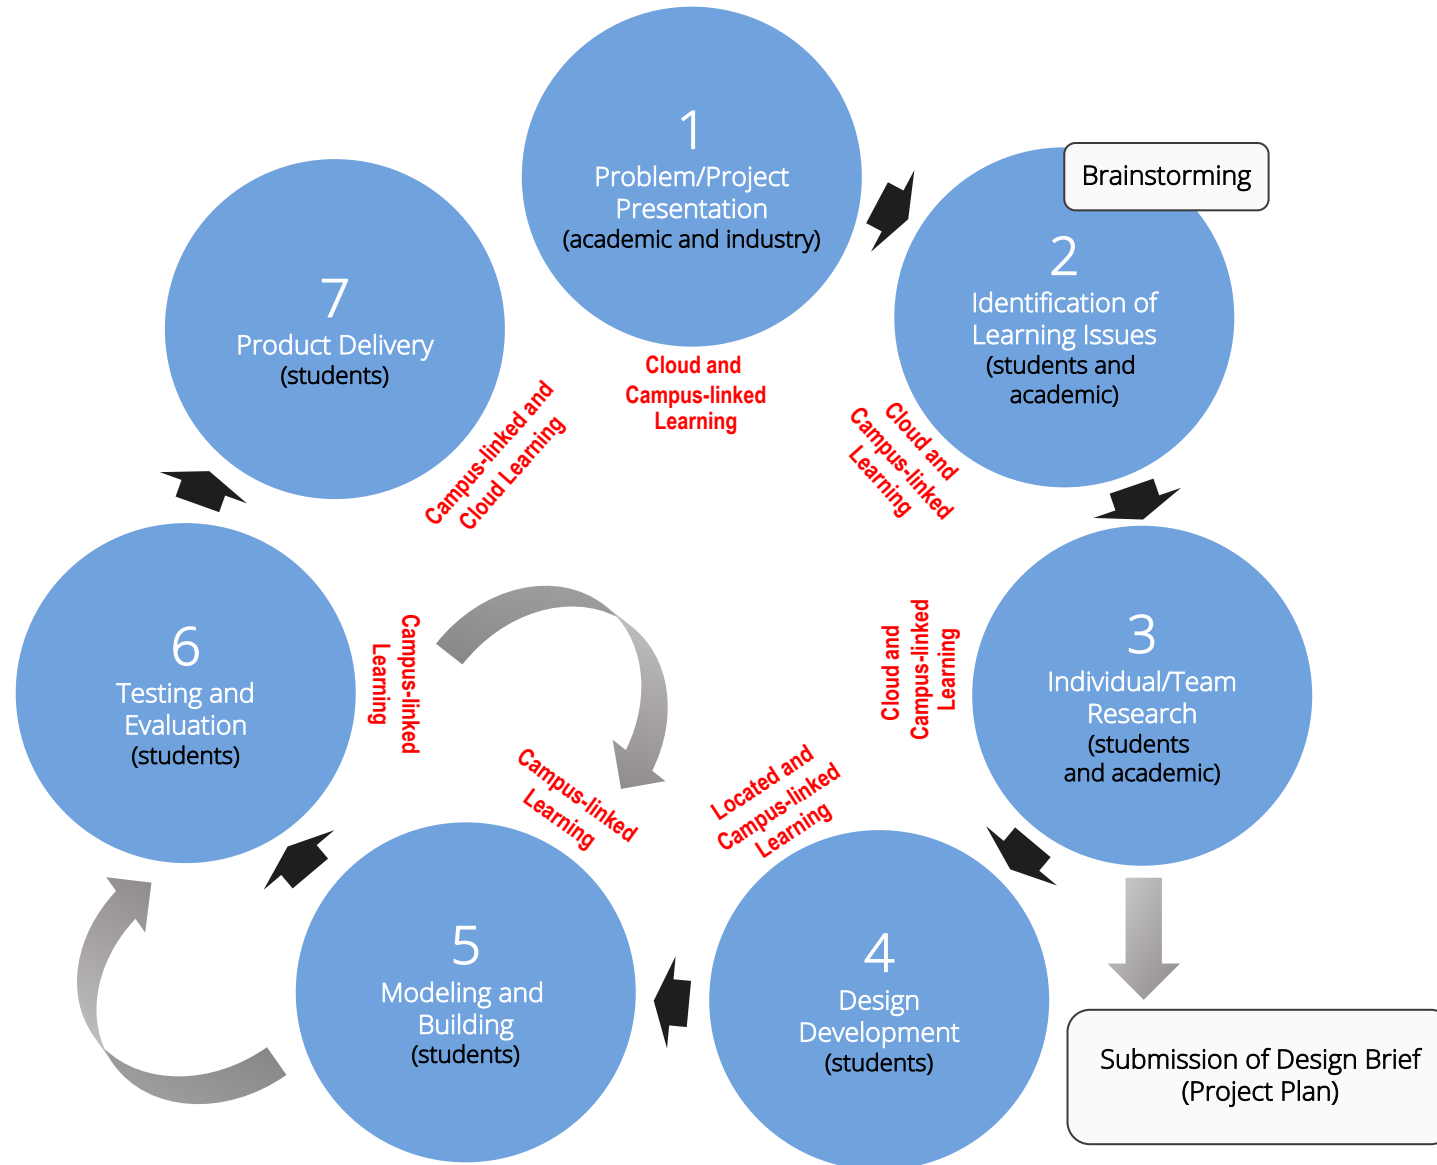 1
Problem/Project
Presentation
(academic and industry)
Cloud and
Campus-linked
Learning
Brainstorming
2
Identification of
Learning Issues
(students and
academic)
Cloud and
Campus-linked
Learning
3
Individual/Team
Research
(students
and academic)
Cloud and
Campus-linked
Learning
Submission of Design Brief
(Project Plan)
4
Design
Development
(students)
Located and
Campus-linked
Learning
5
Modeling and
Building
(students)
Campus-linked
Learning
6
Testing and
Evaluation
(students)
Campus-linked
Learning
7
Product Delivery
(students)
Campus-linked and
Cloud Learning